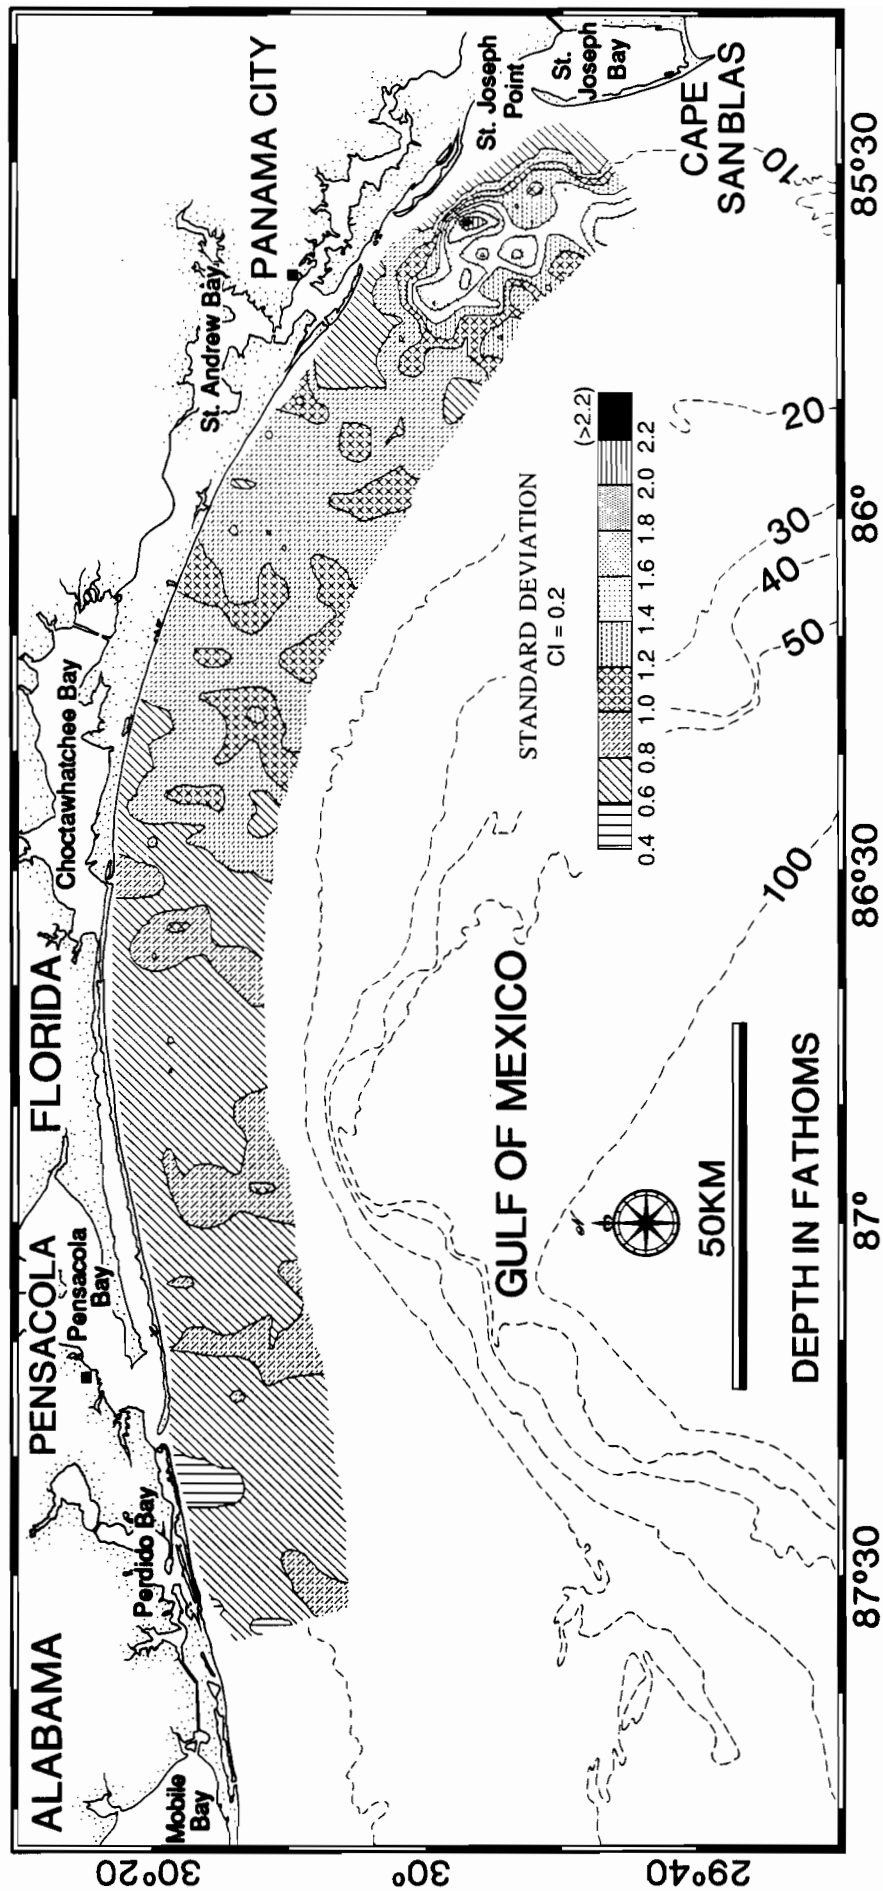 ALABAMA
Mobile
Bay
Perdido Bay
PENSACOLA
Pensacola
Bay
FLORIDA
Choctawhatchee Bay
St. Andrew Bay
PANAMA CITY
St. Joseph
Point
St.
Joseph
Bay
CAPE
SAN BLAS
GULF OF MEXICO
STANDARD DEVIATION
CI = 0.2
(>2.2)
0.4 0.6 0.8 1.0 1.2 1.4 1.6 1.8 2.0 2.2
10
20
30
40
50
100
N
50KM
DEPTH IN FATHOMS
30°20
30°
29°40
87°30
87°
86°30
86°
85°30